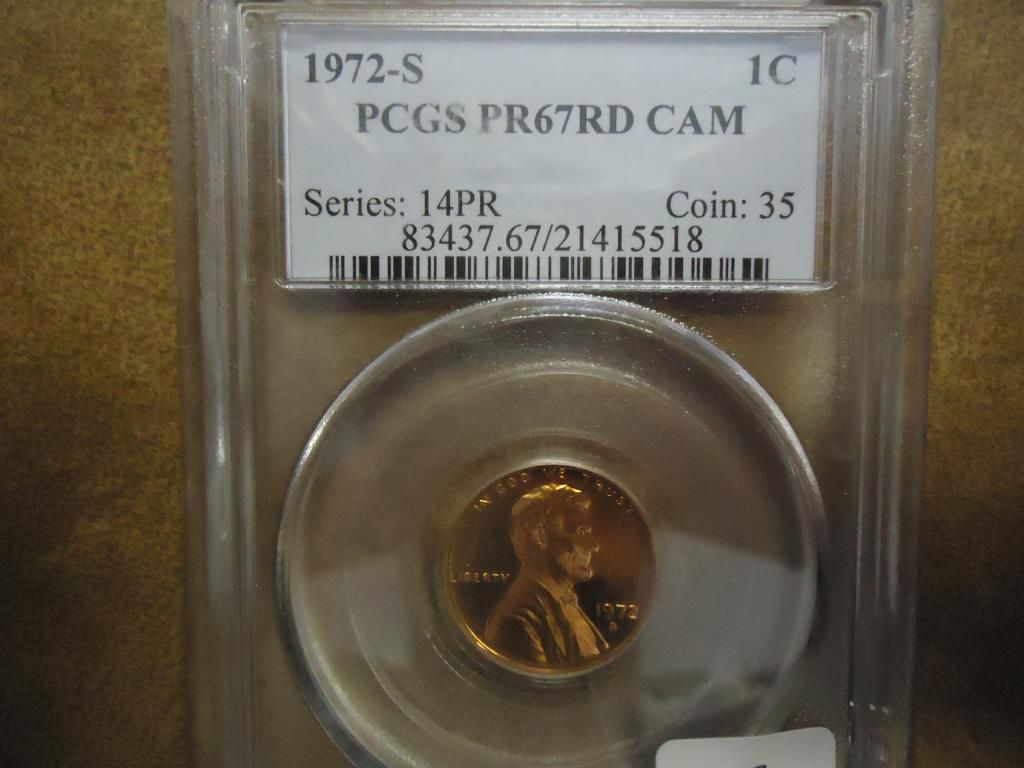 1972-S 1C
PCGS PR67RD CAM
Series: 14PR Coin: 35
83437.67/21415518
IN GOD WE TRUST
LIBERTY
1972
S